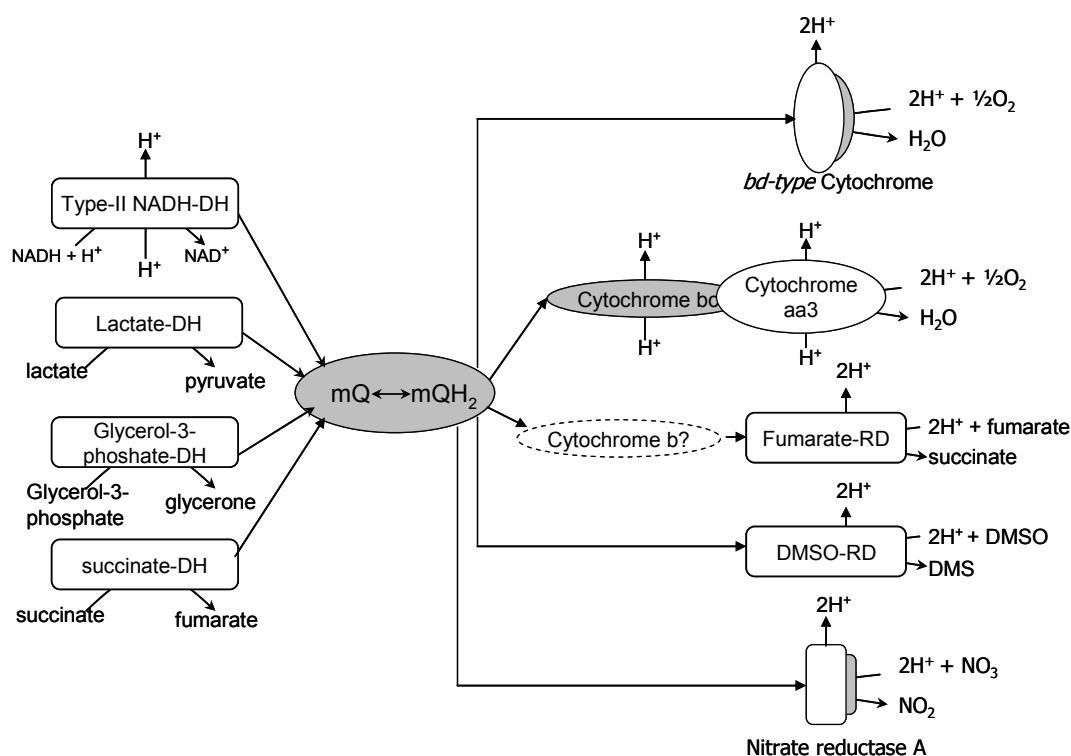 2H⁺
2H⁺ + ½O₂
H₂O
bd-type Cytochrome
H⁺
Type-II NADH-DH
NADH + H⁺
H⁺
NAD⁺
Lactate-DH
lactate
pyruvate
Glycerol-3-
phoshate-DH
Glycerol-3-
phosphate
glycerone
succinate-DH
succinate
fumarate
mQ
mQH₂
H⁺
Cytochrome bc
H⁺
H⁺
Cytochrome
aa3
H⁺
2H⁺ + ½O₂
H₂O
Cytochrome b?
2H⁺
Fumarate-RD
2H⁺ + fumarate
succinate
2H⁺
DMSO-RD
2H⁺ + DMSO
DMS
2H⁺
2H⁺ + NO₃
NO₂
Nitrate reductase A